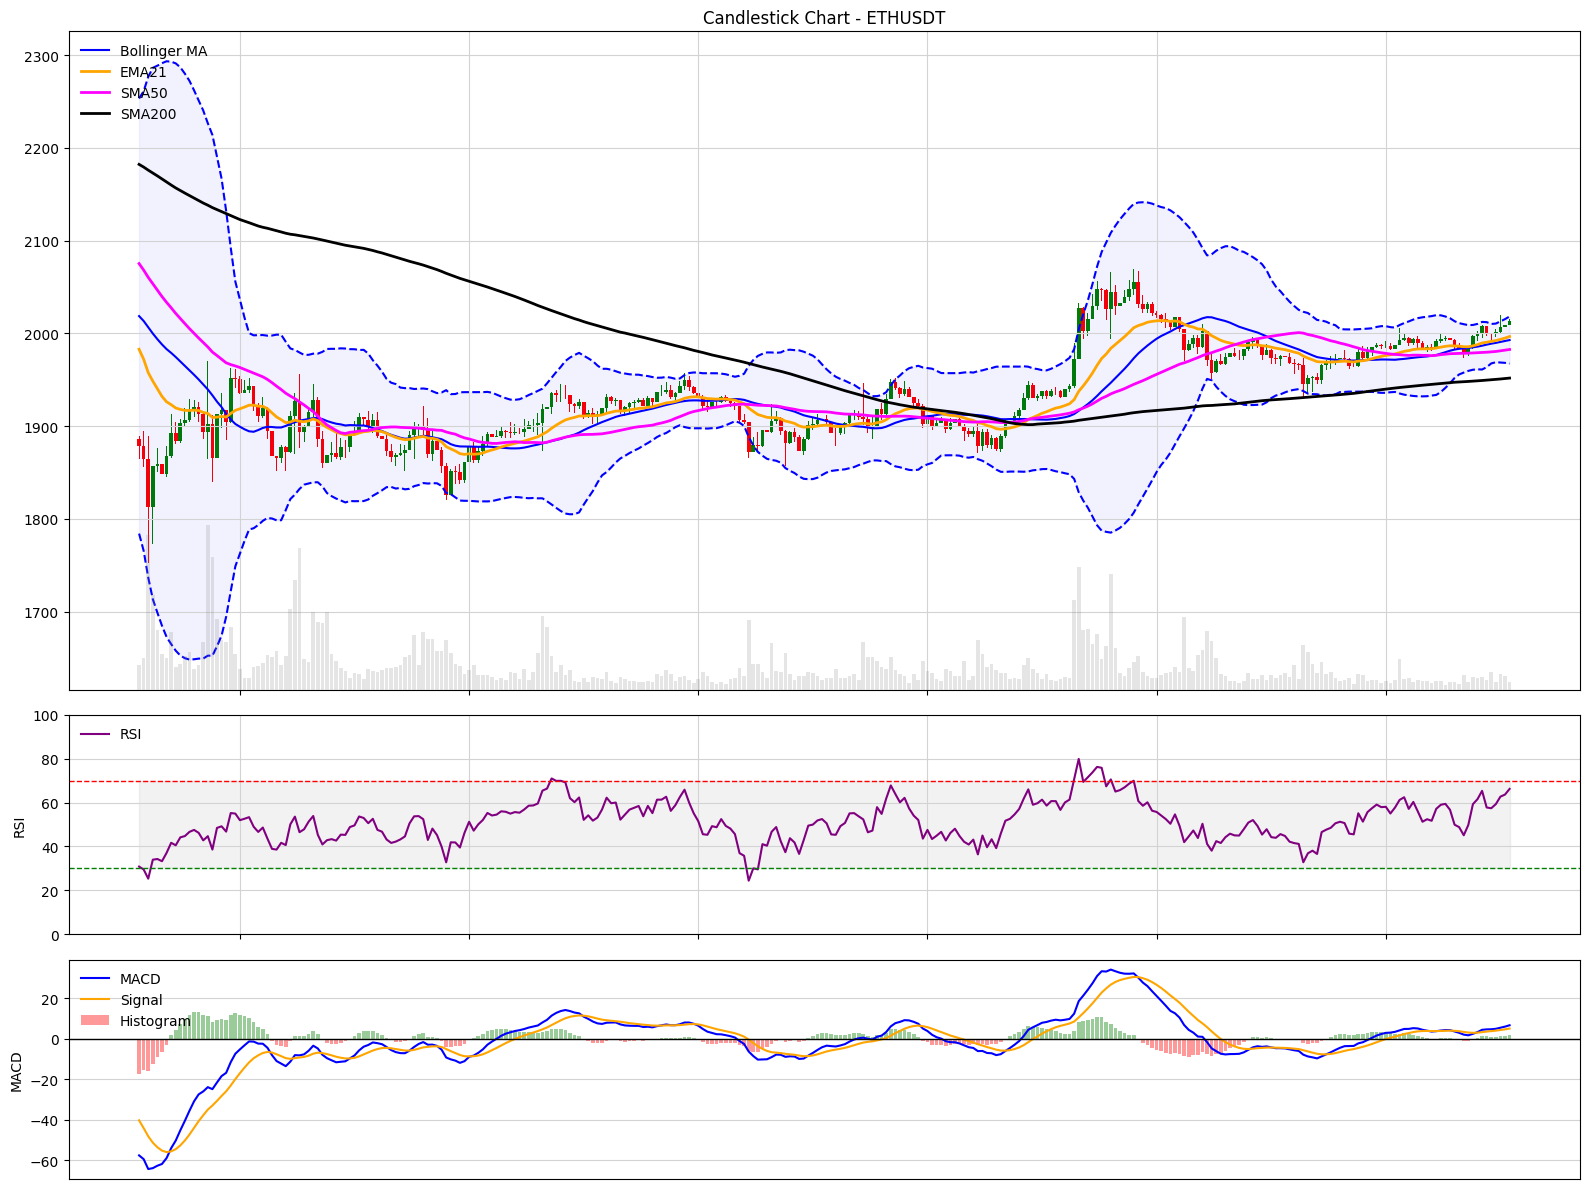 Candlestick Chart - ETHUSDT
Bollinger MA
EMA21
SMA50
SMA200
2300
2200
2100
2000
1900
1800
1700
RSI
100
80
60
40
20
0
RSI
MACD
Signal
Histogram
20
0
−20
−40
−60
MACD